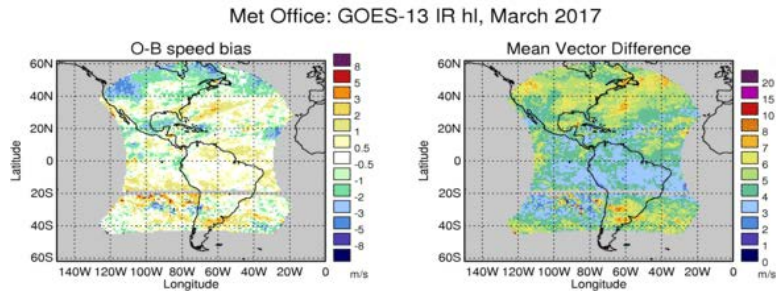 Met Office: GOES-13 IR hl, March 2017
O-B speed bias
60N
40N
20N
0
20S
40S
60S
Latitude
140W 120W 100W 80W 60W 40W 20W 0
Longitude
8
5
3
2
1
0.5
-0.5
-1
-2
-3
-5
-8
m/s
Mean Vector Difference
60N
40N
20N
0
20S
40S
60S
Latitude
140W 120W 100W 80W 60W 40W 20W 0
Longitude
20
15
10
8
7
6
5
4
3
2
1
0
m/s